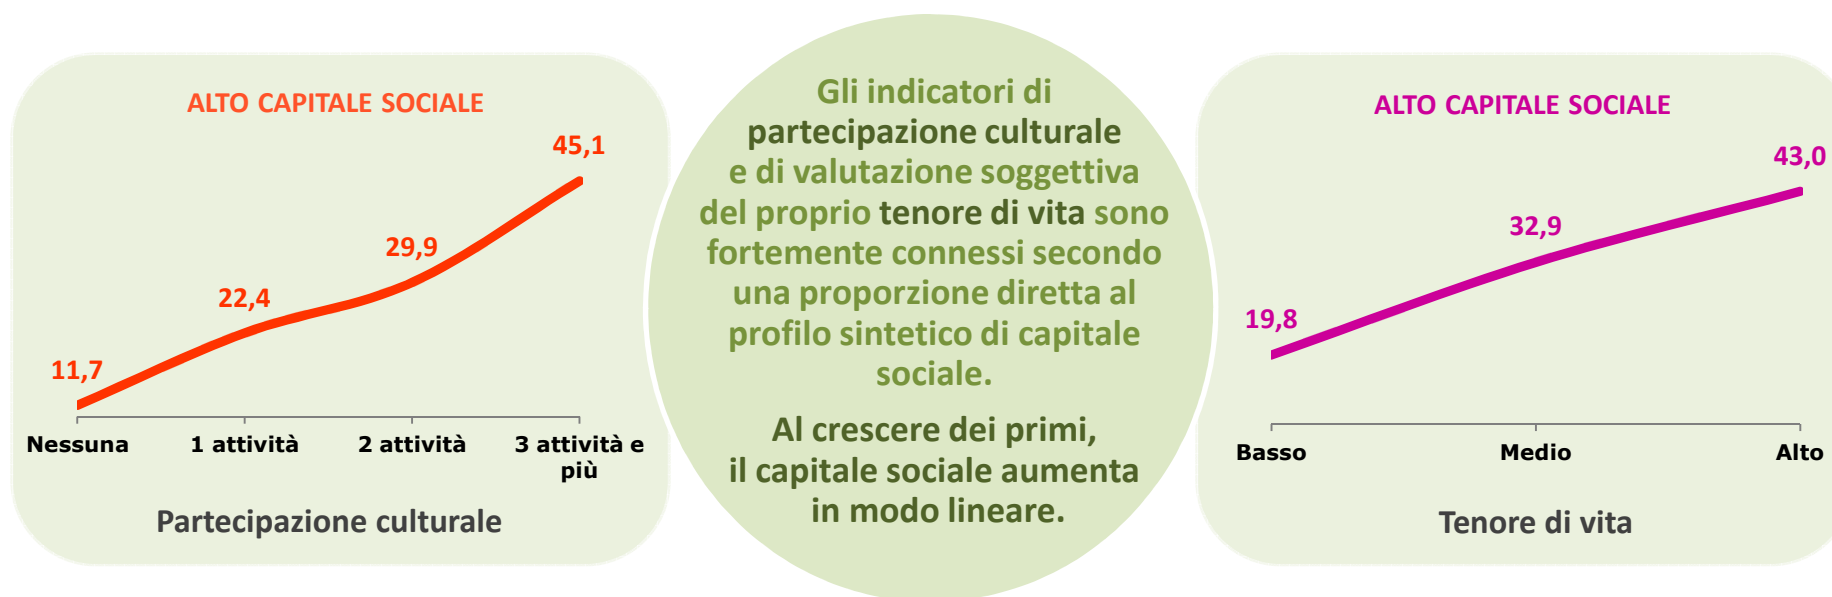 ALTO CAPITALE SOCIALE
45,1
29,9
22,4
11,7
Nessuna
1 attività
2 attività
3 attività e
più
Partecipazione culturale
Gli indicatori di
partecipazione culturale
e di valutazione soggettiva
del proprio tenore di vita sono
fortemente connessi secondo
una proporzione diretta al
profilo sintetico di capitale
sociale.
Al crescere dei primi,
il capitale sociale aumenta
in modo lineare.
ALTO CAPITALE SOCIALE
43,0
32,9
19,8
Basso
Medio
Alto
Tenore di vita